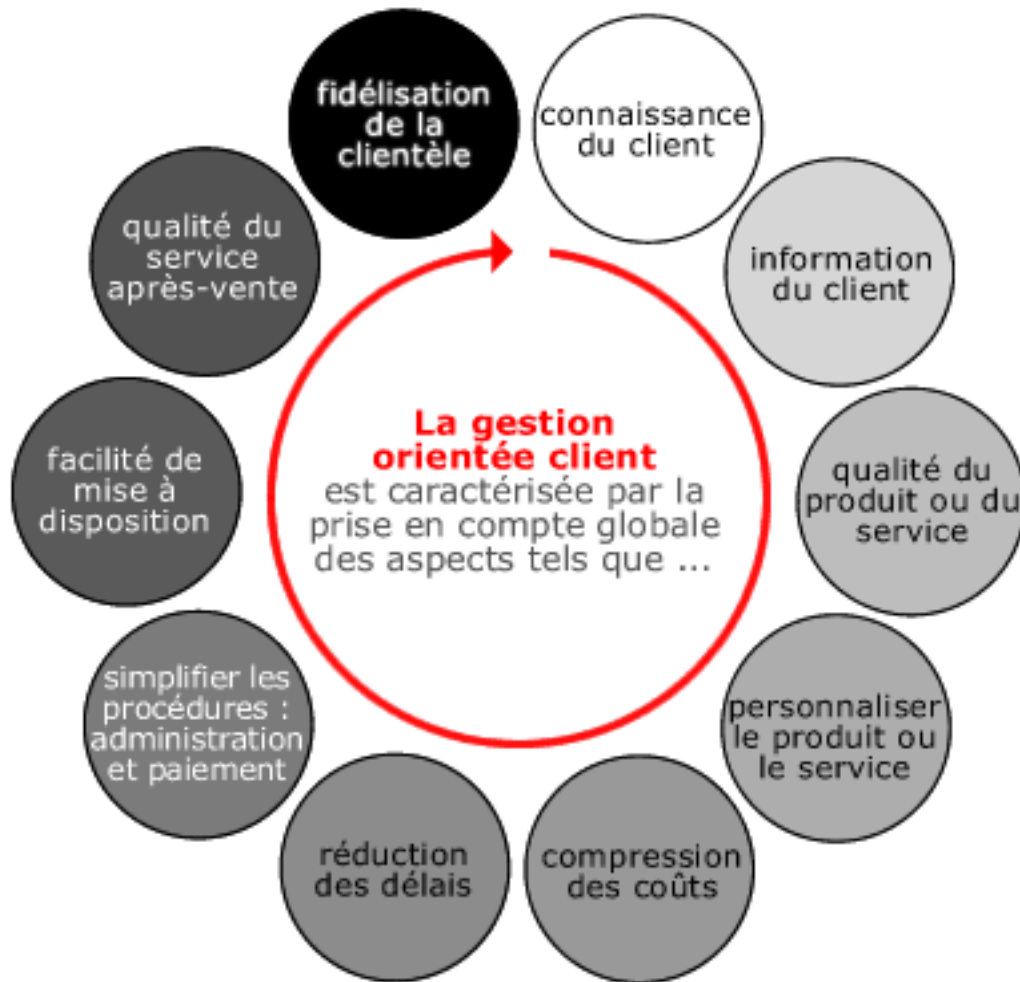 La gestion
orientée client
est caractérisée par la
prise en compte globale
des aspects tels que ...
connaissance
du client
information
du client
qualité du
produit ou du
service
personnaliser
le produit ou
le service
compression
des coûts
réduction
des délais
simplifier les
procédures :
administration
et paiement
facilité de
mise à
disposition
qualité du
service
après-vente
fidélisation
de la
clientèle